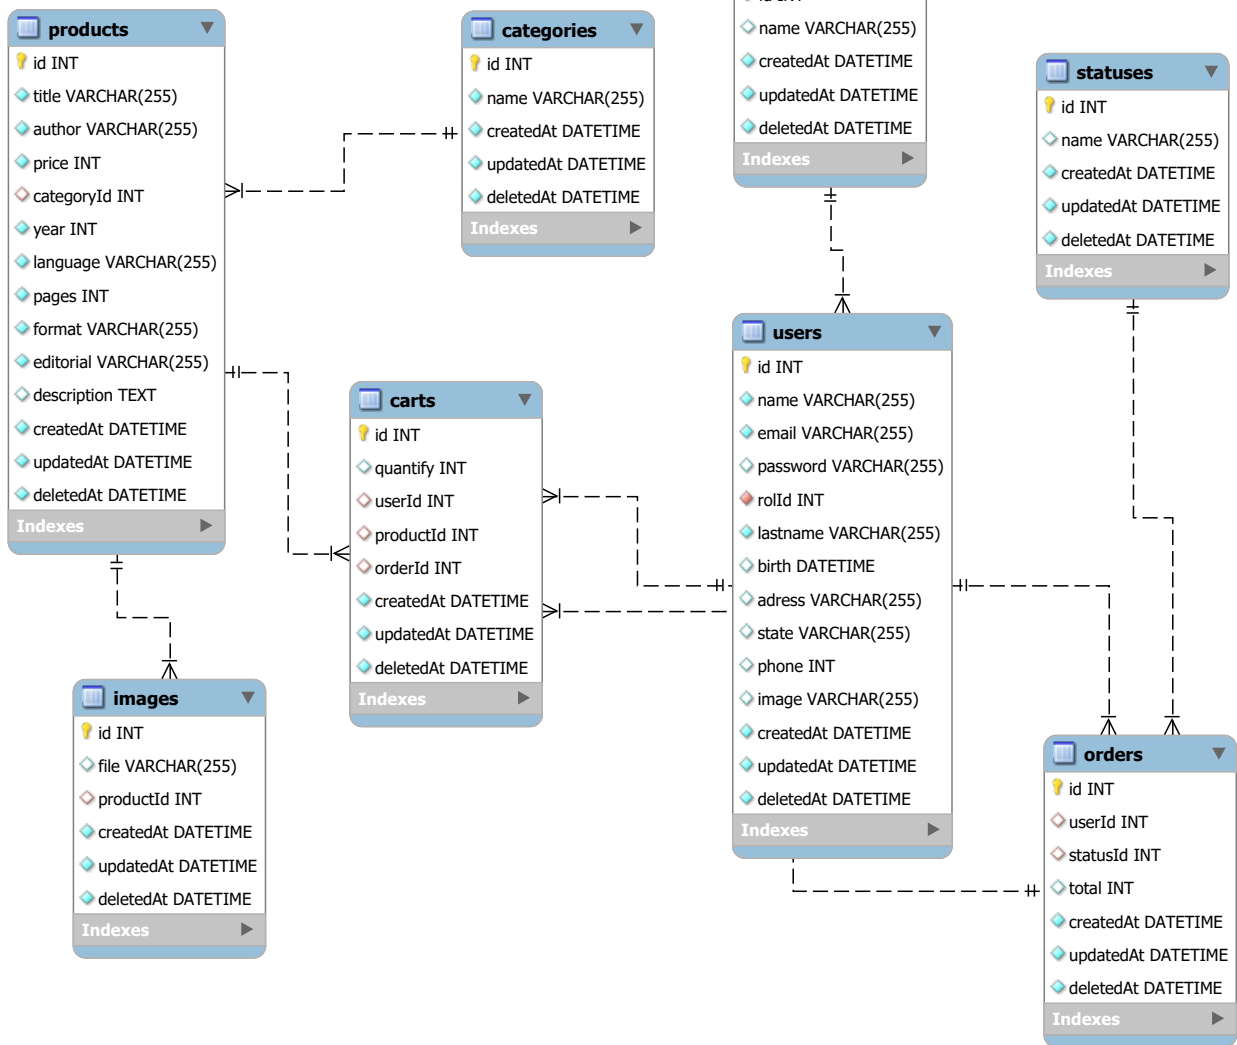 products
id INT
title VARCHAR(255)
author VARCHAR(255)
price INT
categoryId INT
year INT
language VARCHAR(255)
pages INT
format VARCHAR(255)
editorial VARCHAR(255)
description TEXT
createdAt DATETIME
updatedAt DATETIME
deletedAt DATETIME
Indexes
categories
id INT
name VARCHAR(255)
createdAt DATETIME
updatedAt DATETIME
deletedAt DATETIME
Indexes
name VARCHAR(255)
createdAt DATETIME
updatedAt DATETIME
deletedAt DATETIME
Indexes
statuses
id INT
name VARCHAR(255)
createdAt DATETIME
updatedAt DATETIME
deletedAt DATETIME
Indexes
carts
id INT
quantify INT
userId INT
productId INT
orderId INT
createdAt DATETIME
updatedAt DATETIME
deletedAt DATETIME
Indexes
users
id INT
name VARCHAR(255)
email VARCHAR(255)
password VARCHAR(255)
rolId INT
lastname VARCHAR(255)
birth DATETIME
adress VARCHAR(255)
state VARCHAR(255)
phone INT
image VARCHAR(255)
createdAt DATETIME
updatedAt DATETIME
deletedAt DATETIME
Indexes
images
id INT
file VARCHAR(255)
productId INT
createdAt DATETIME
updatedAt DATETIME
deletedAt DATETIME
Indexes
orders
id INT
userId INT
statusId INT
total INT
createdAt DATETIME
updatedAt DATETIME
deletedAt DATETIME
Indexes